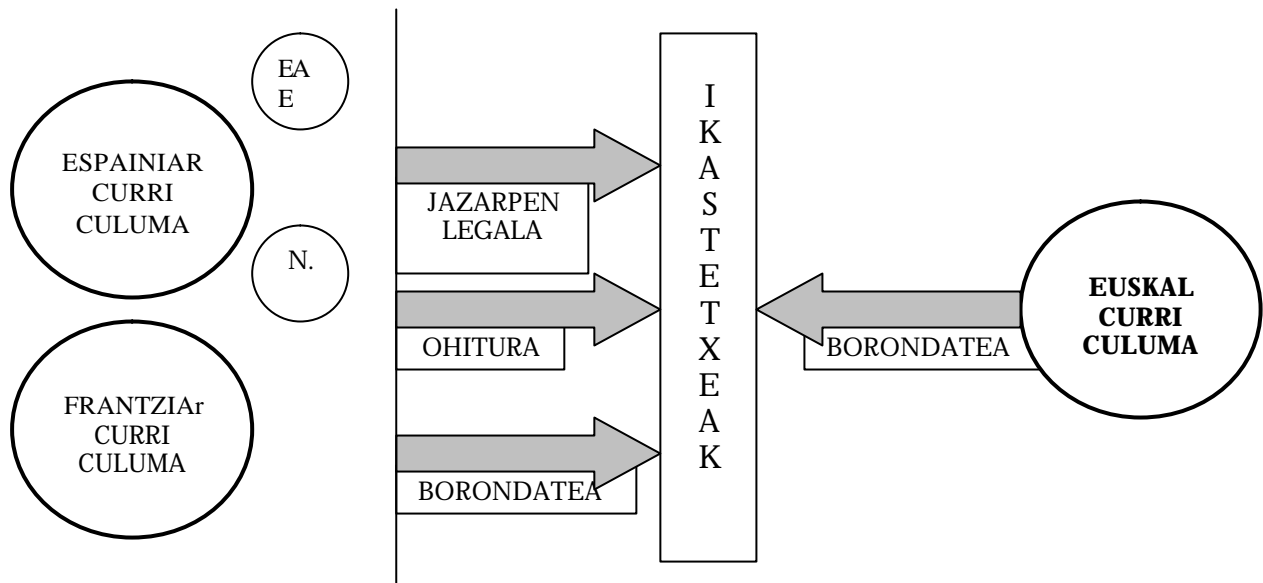 EA
E
ESPAINIAR
CURRI
CULUMA
N.
FRANTZIAr
CURRI
CULUMA
JAZARPEN
LEGALA
OHITURA
BORONDATEA
I
K
A
S
T
E
T
X
E
A
K
BORONDATEA
EUSKAL
CURRI
CULUMA